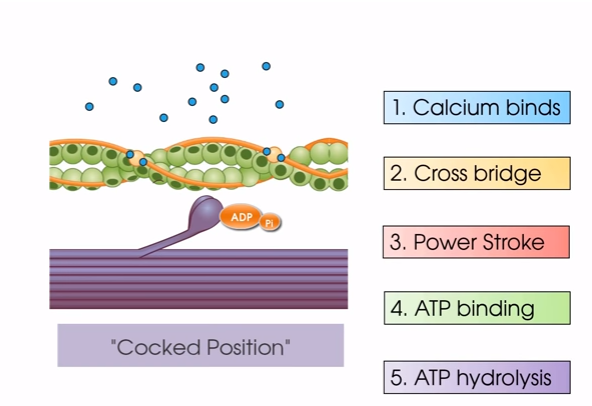 1. Calcium binds
2. Cross bridge
ADP
Pi
3. Power Stroke
4. ATP binding
"Cocked Position"
5. ATP hydrolysis